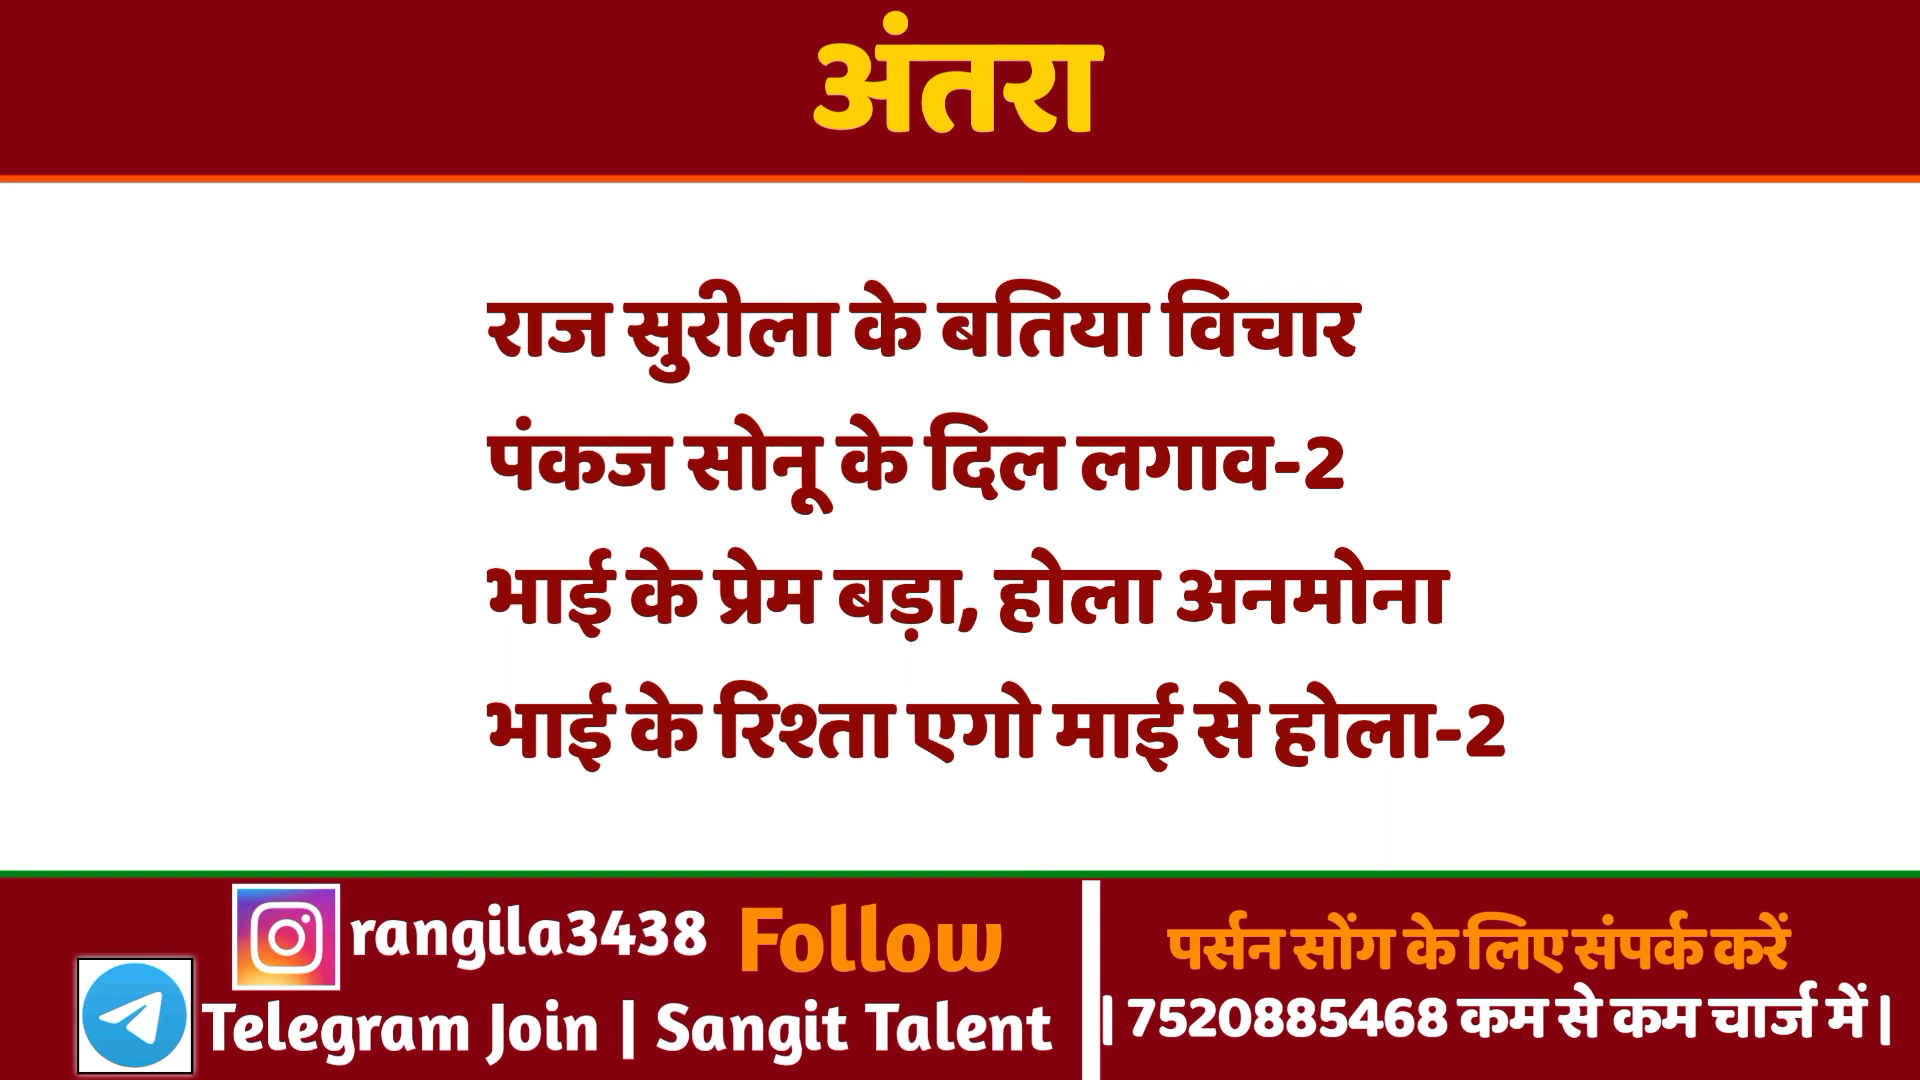 अंतरा
राज सुरीला के बतिया विचार
पंकज सोनू के दिल लगाव-2
भाई के प्रेम बड़ा, होला अनमोना
भाई के रिश्ता एगो माई से होला-2
rangila3438 Follow
Telegram Join | Sangit Talent
पर्सन सोंग के लिए संपर्क करें
| 7520885468 कम से कम चार्ज में |